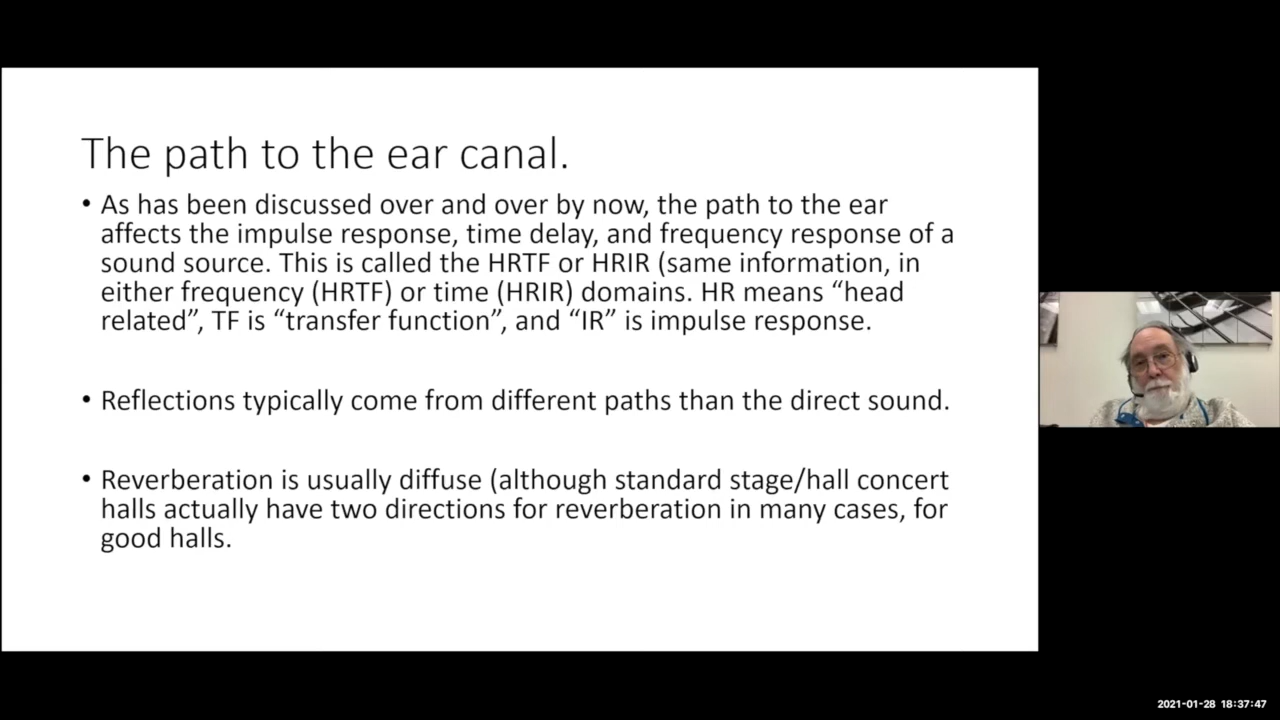 The path to the ear canal.
• As has been discussed over and over by now, the path to the ear
affects the impulse response, time delay, and frequency response of a
sound source. This is called the HRTF or HRIR (same information, in
either frequency (HRTF) or time (HRIR) domains. HR means “head
related”, TF is “transfer function”, and “IR” is impulse response.
• Reflections typically come from different paths than the direct sound.
• Reverberation is usually diffuse (although standard stage/hall concert
halls actually have two directions for reverberation in many cases, for
good halls.
2021-01-28 18:37:47